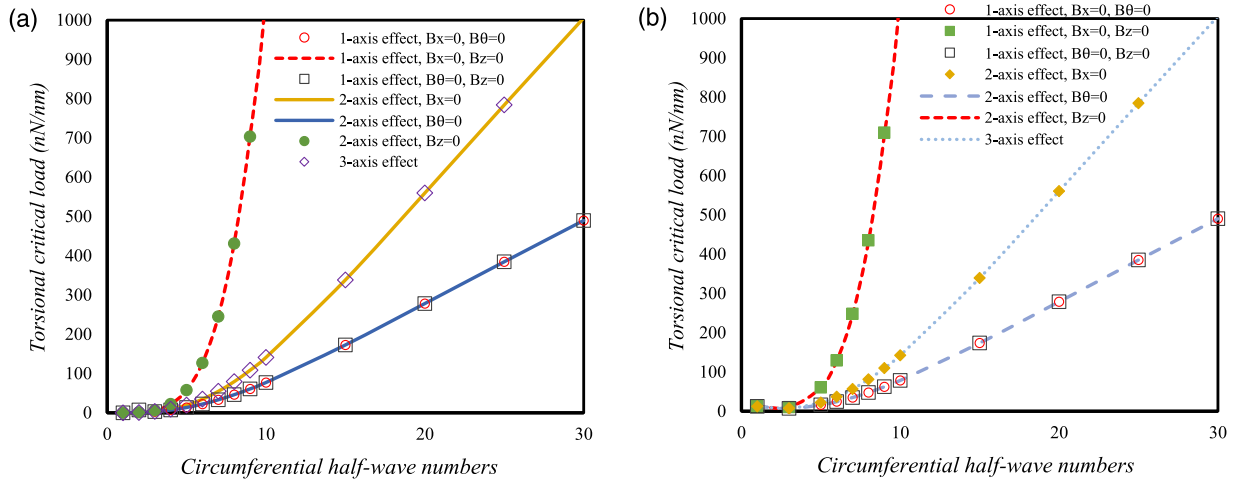 (a)
1000
900
800
700
600
500
400
300
200
100
0
0
10
20
30
Torsional critical load (nN/nm)
Circumferential half-wave numbers
1-axis effect, Bx=0, Bθ=0
1-axis effect, Bx=0, Bz=0
1-axis effect, Bθ=0, Bz=0
2-axis effect, Bx=0
2-axis effect, Bθ=0
2-axis effect, Bz=0
3-axis effect
(b)
1000
900
800
700
600
500
400
300
200
100
0
0
10
20
30
Torsional critical load (nN/nm)
Circumferential half-wave numbers
1-axis effect, Bx=0, Bθ=0
1-axis effect, Bx=0, Bz=0
1-axis effect, Bθ=0, Bz=0
2-axis effect, Bx=0
2-axis effect, Bθ=0
2-axis effect, Bz=0
3-axis effect